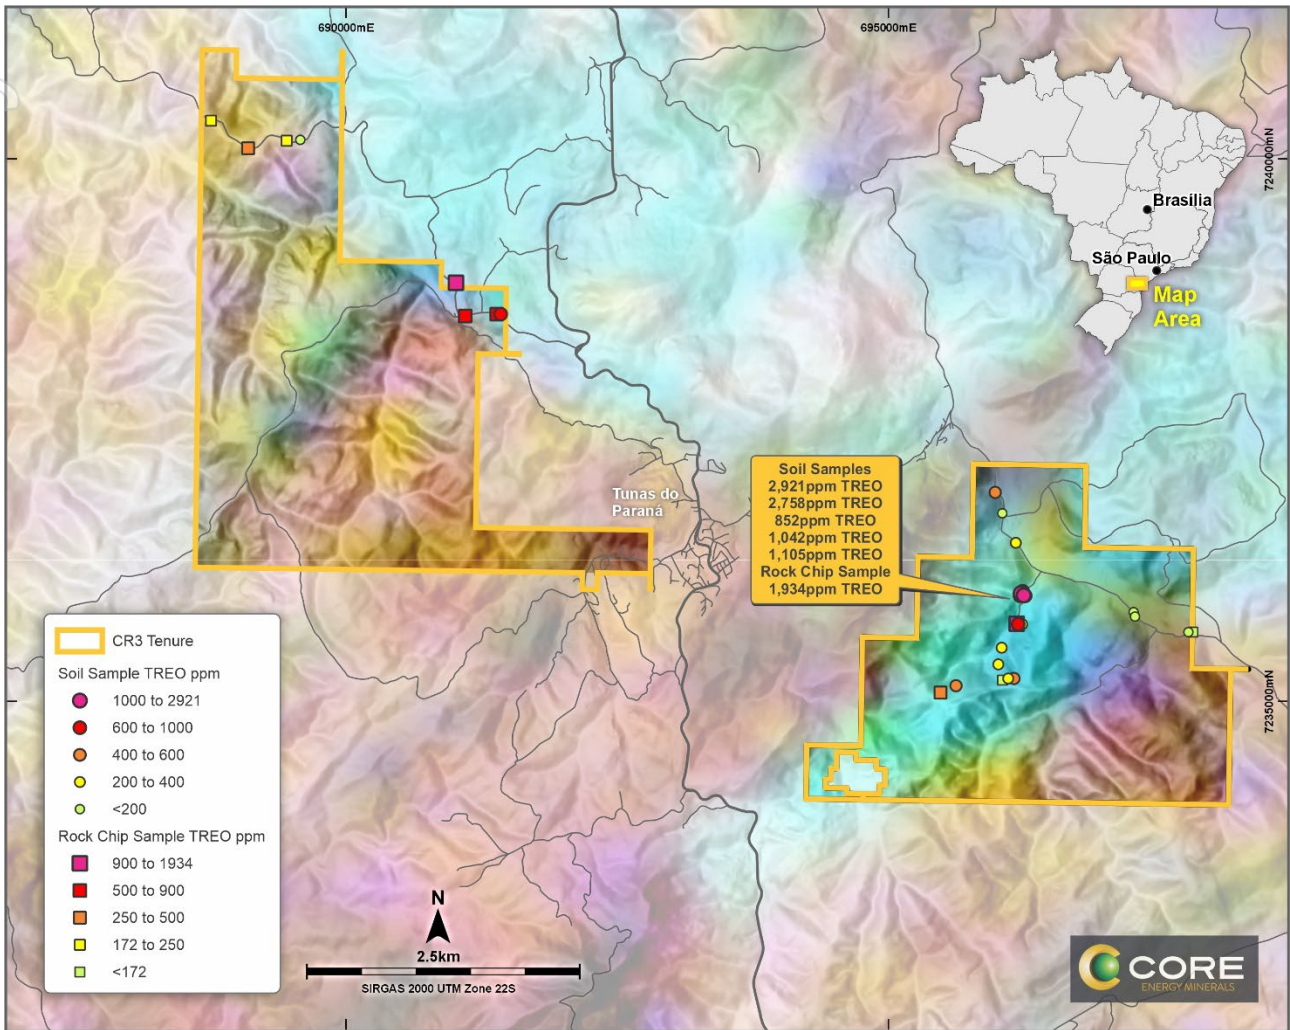 690000mE
695000mE
7240000mN
Brasília
São Paulo
Map
Area
Tunas do
Paraná
Soil Samples
2,921ppm TREO
2,758ppm TREO
852ppm TREO
1,042ppm TREO
1,105ppm TREO
Rock Chip Sample
1,934ppm TREO
7235000mN
CR3 Tenure
Soil Sample TREO ppm
1000 to 2921
600 to 1000
400 to 600
200 to 400
<200
Rock Chip Sample TREO ppm
900 to 1934
500 to 900
250 to 500
172 to 250
<172
N
2.5km
SIRGAS 2000 UTM Zone 22S
CORE
ENERGY MINERALS